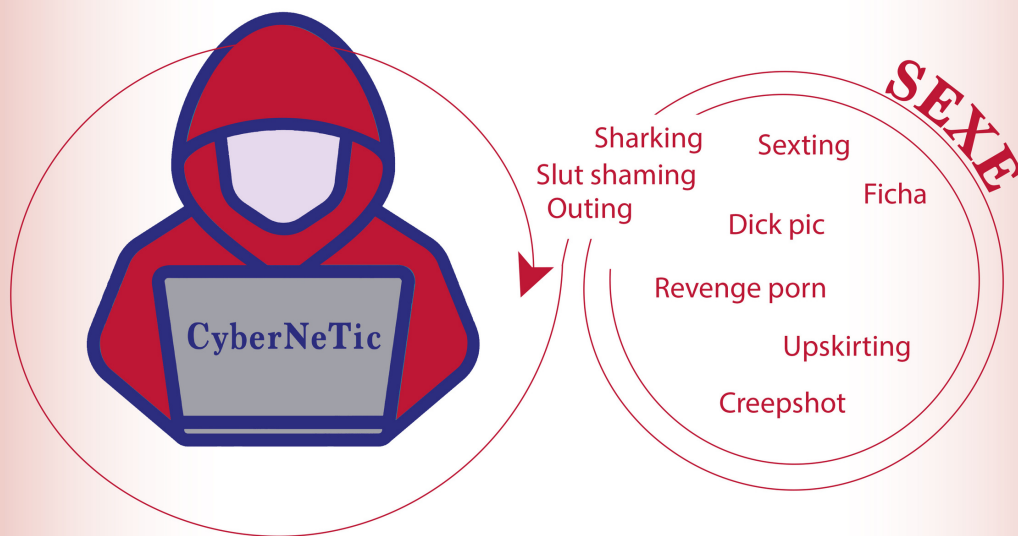 SEXE
Sharking
Sexting
Slut shaming
Ficha
Outing
Dick pic
Revenge porn
Upskirting
Creepshot
CyberNeTic